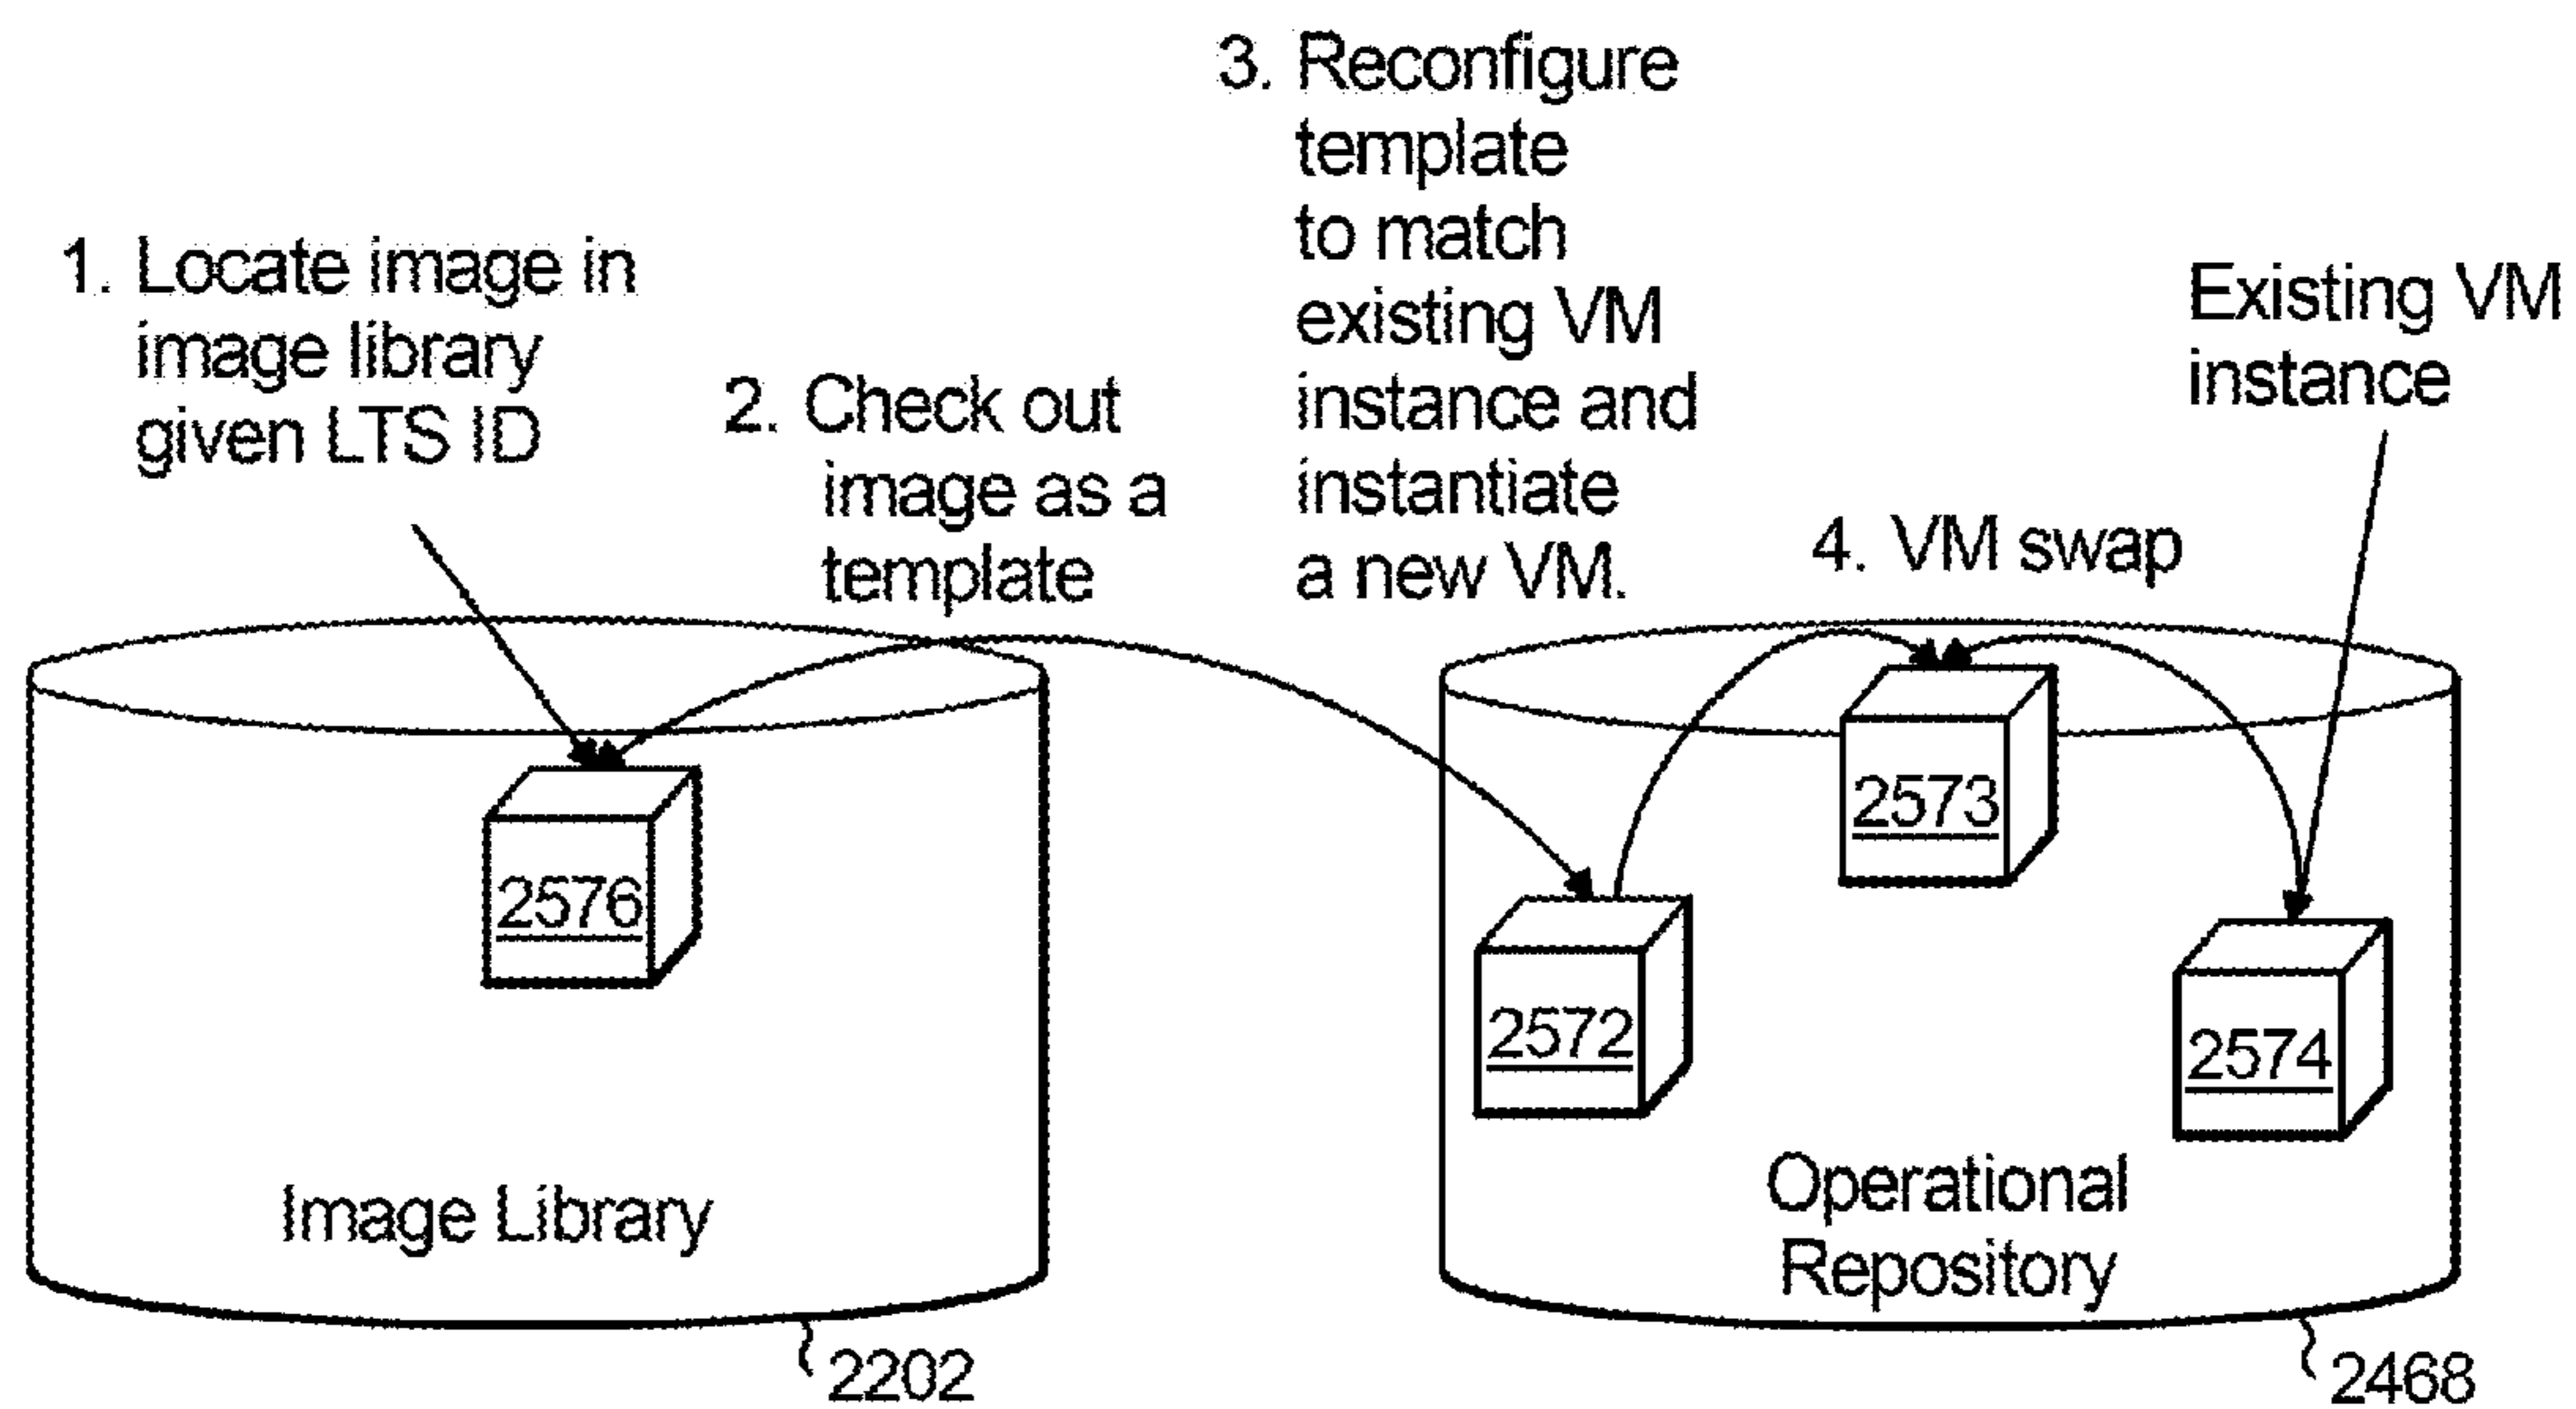 1. Locate image in
image library
given LTS ID
2. Check out
image as a
template
3. Reconfigure
template
to match
existing VM
instance and
instantiate
a new VM.
4. VM swap
Existing VM
instance
2576
2573
2572
2574
Image Library
Operational
Repository
2202
2468